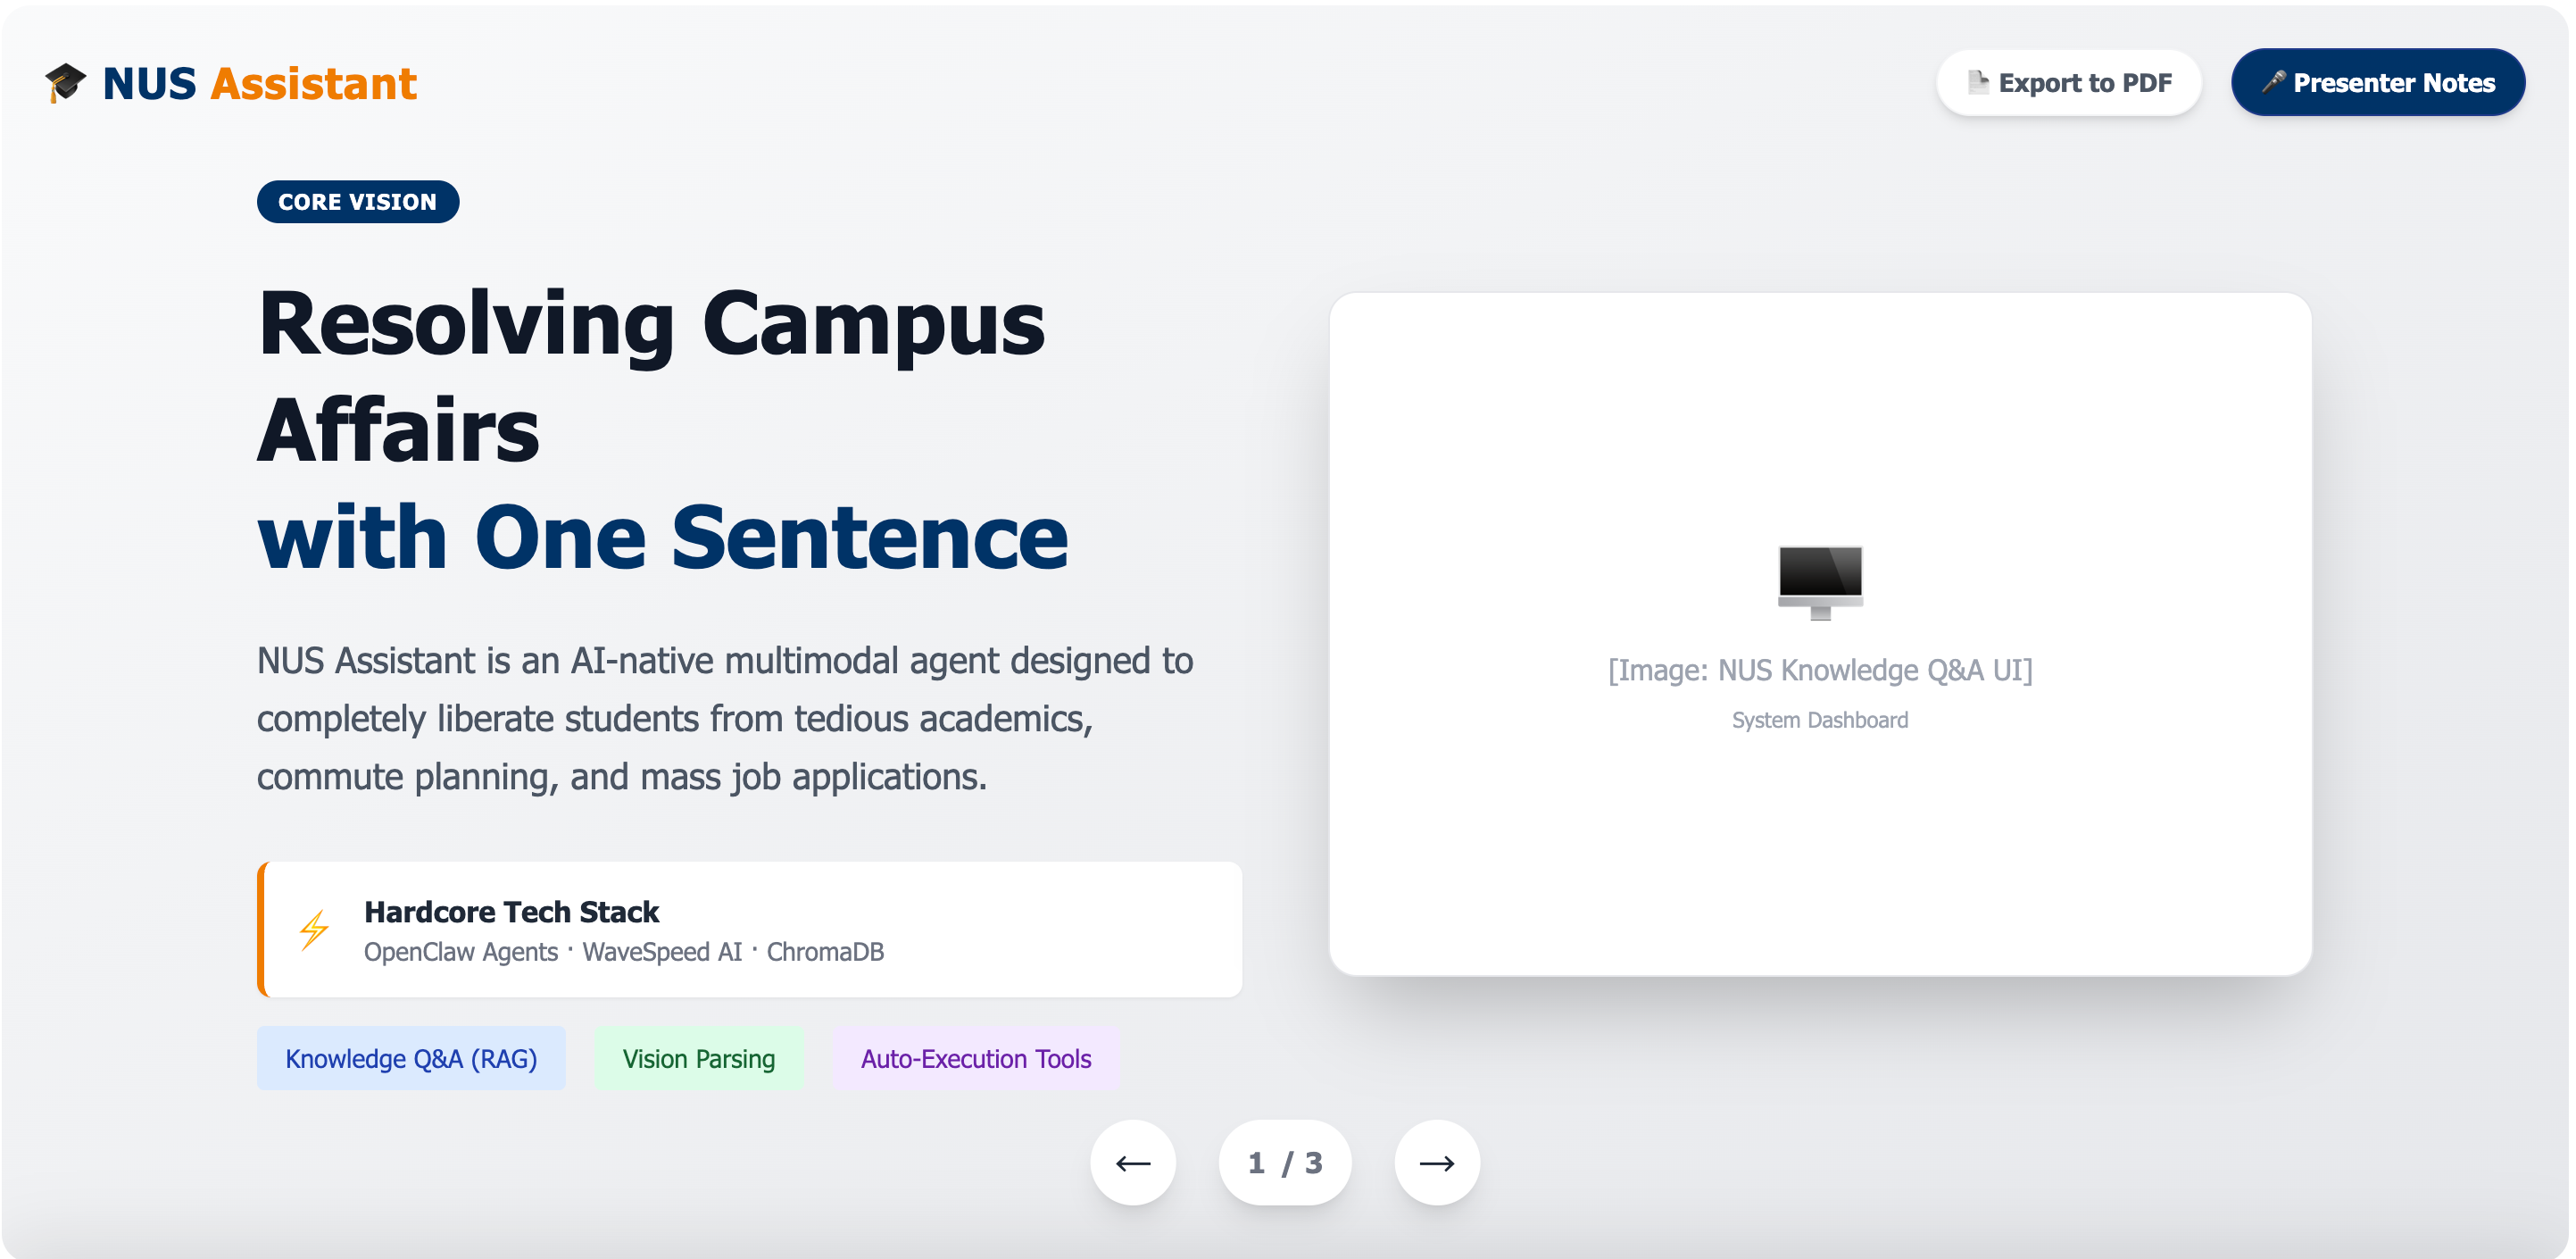 NUS Assistant
Export to PDF
Presenter Notes
CORE VISION
Resolving Campus
Affairs
with One Sentence
NUS Assistant is an AI-native multimodal agent designed to
completely liberate students from tedious academics,
commute planning, and mass job applications.
Hardcore Tech Stack
OpenClaw Agents · WaveSpeed AI · ChromaDB
Knowledge Q&A (RAG)
Vision Parsing
Auto-Execution Tools
[Image: NUS Knowledge Q&A UI]
System Dashboard
← 1 / 3 →